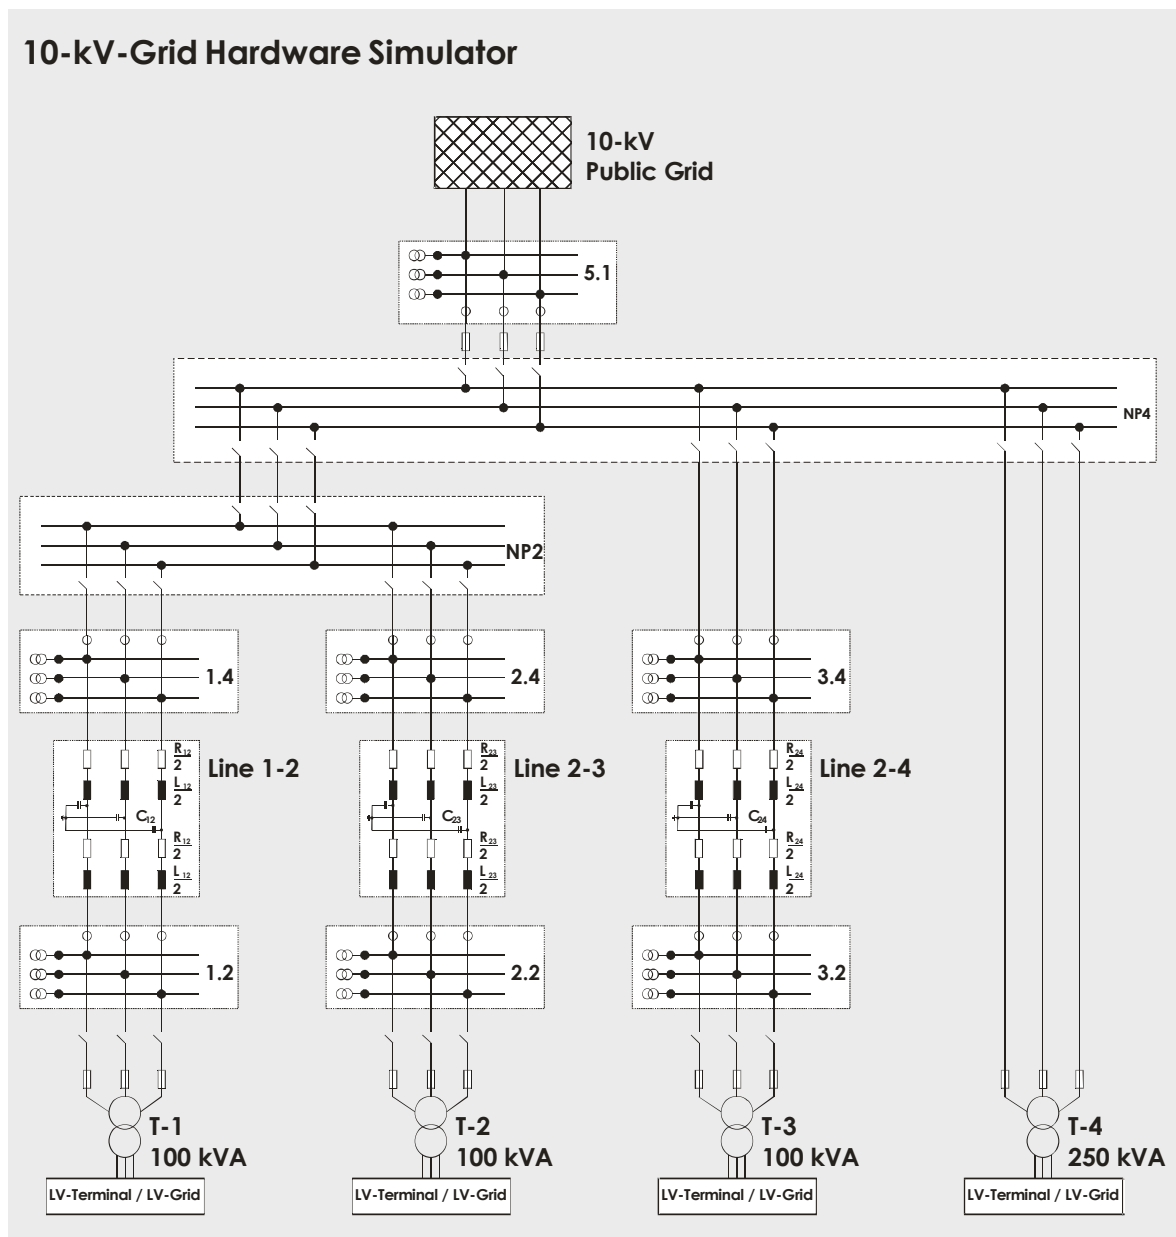 10-kV-Grid Hardware Simulator
10-kV
Public Grid
5.1
NP4
NP2
1.4
2.4
3.4
R12
2
L12
2
C12
R12
2
L12
2
Line 1-2
R23
2
L23
2
C23
R23
2
L23
2
Line 2-3
R24
2
L24
2
C24
R24
2
L24
2
Line 2-4
1.2
2.2
3.2
T-1
100 kVA
T-2
100 kVA
T-3
100 kVA
T-4
250 kVA
LV-Terminal / LV-Grid
LV-Terminal / LV-Grid
LV-Terminal / LV-Grid
LV-Terminal / LV-Grid